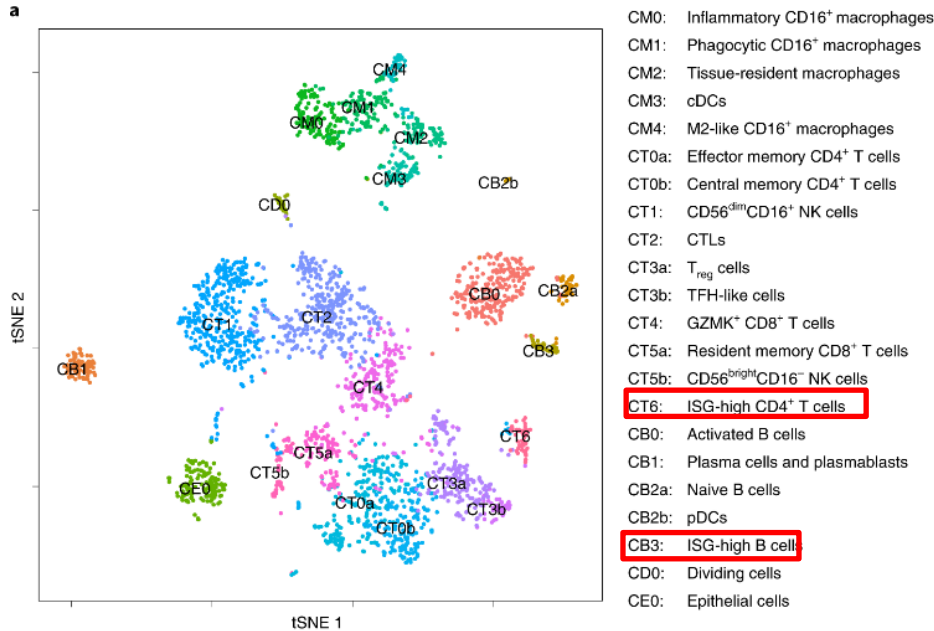 a
CM0: Inflammatory CD16⁺ macrophages
CM1: Phagocytic CD16⁺ macrophages
CM2: Tissue-resident macrophages
CM3: cDCs
CM4: M2-like CD16⁺ macrophages
CT0a: Effector memory CD4⁺ T cells
CT0b: Central memory CD4⁺ T cells
CT1: CD56ᵈⁱᵐCD16⁺ NK cells
CT2: CTLs
CT3a: T_reg cells
CT3b: TFH-like cells
CT4: GZMK⁺ CD8⁺ T cells
CT5a: Resident memory CD8⁺ T cells
CT5b: CD56ᵇʳⁱᵍʰᵗCD16⁻ NK cells
CT6: ISG-high CD4⁺ T cells
CB0: Activated B cells
CB1: Plasma cells and plasmablasts
CB2a: Naive B cells
CB2b: pDCs
CB3: ISG-high B cells
CD0: Dividing cells
CE0: Epithelial cells
CM4
CM1
CM0
CM2
CM3
CB2b
CD0
CB0
CB2a
CT1
CT2
CB3
CB1
CT4
CT6
CT5a
CT5b
CE0
CT3a
CT0a
CT3b
CT0b
tSNE 2
tSNE 1